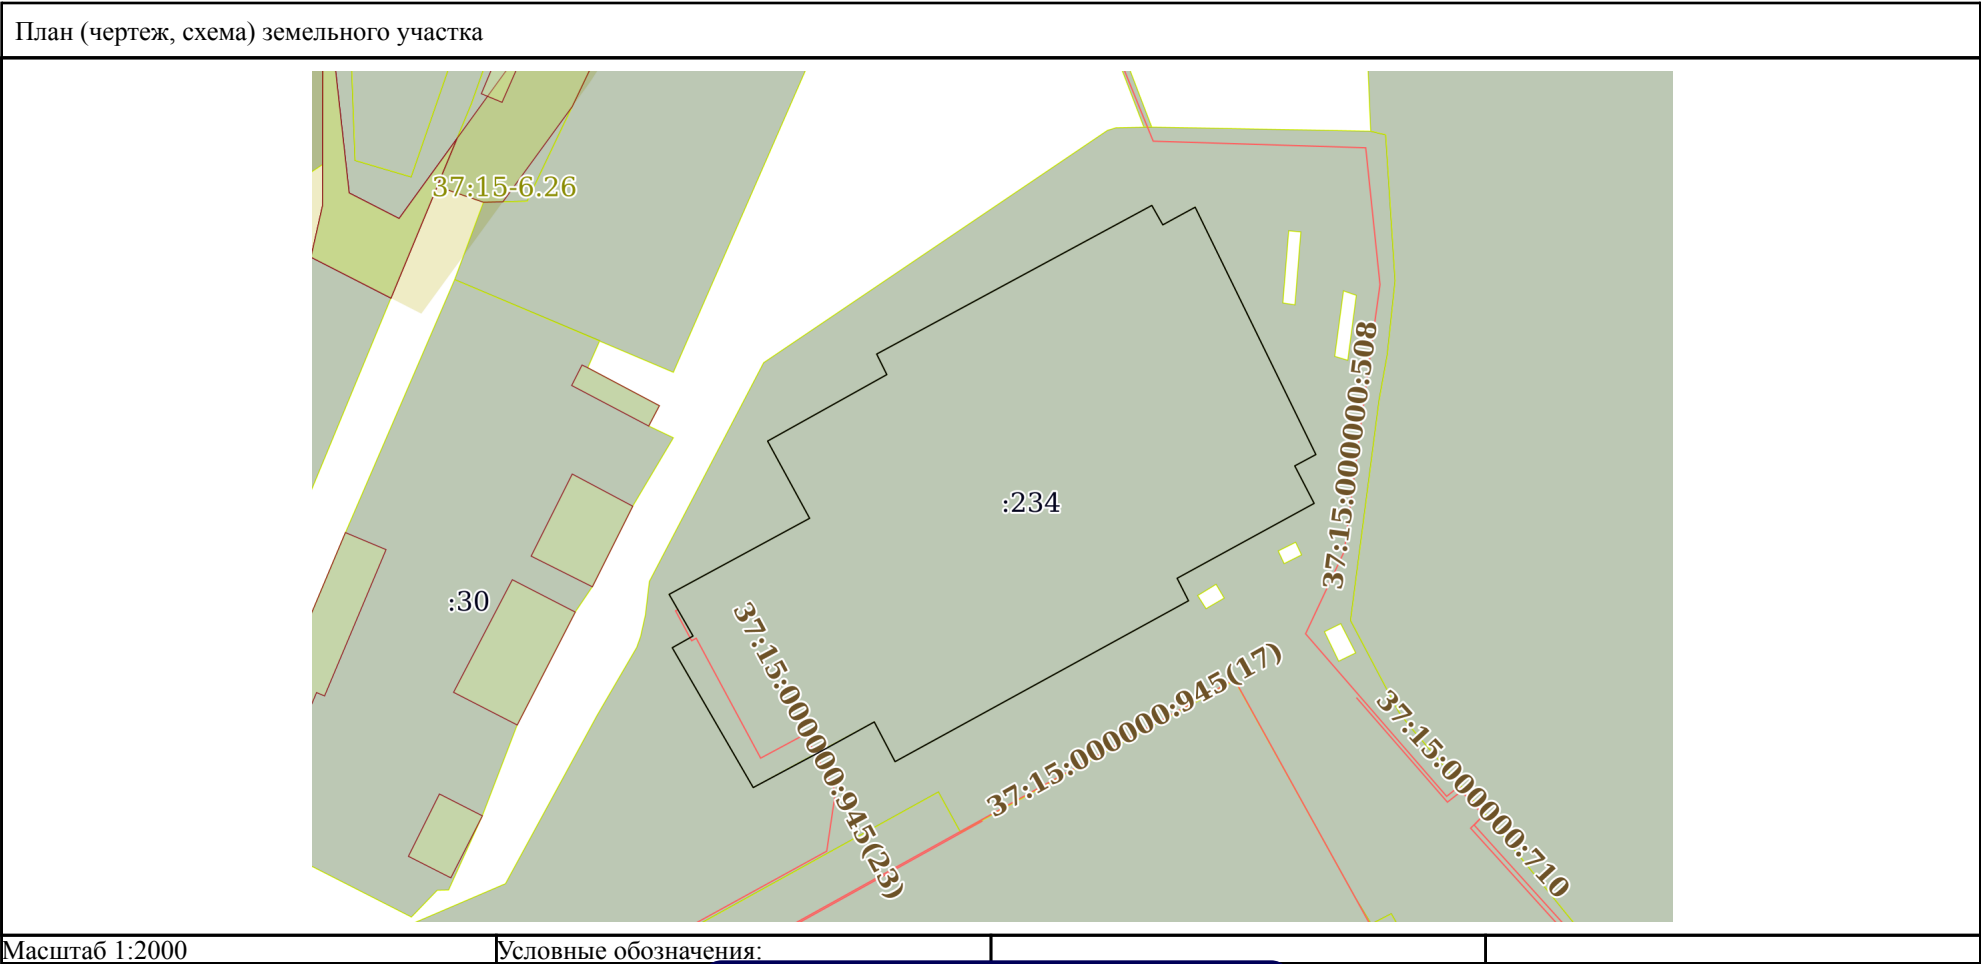 План (чертеж, схема) земельного участка
37:15-6.26
37:15:000000:508
:234
:30
37:15:000000:945(23)
37:15:000000:945(17)
37:15:000000:710
Масштаб 1:2000
Условные обозначения: